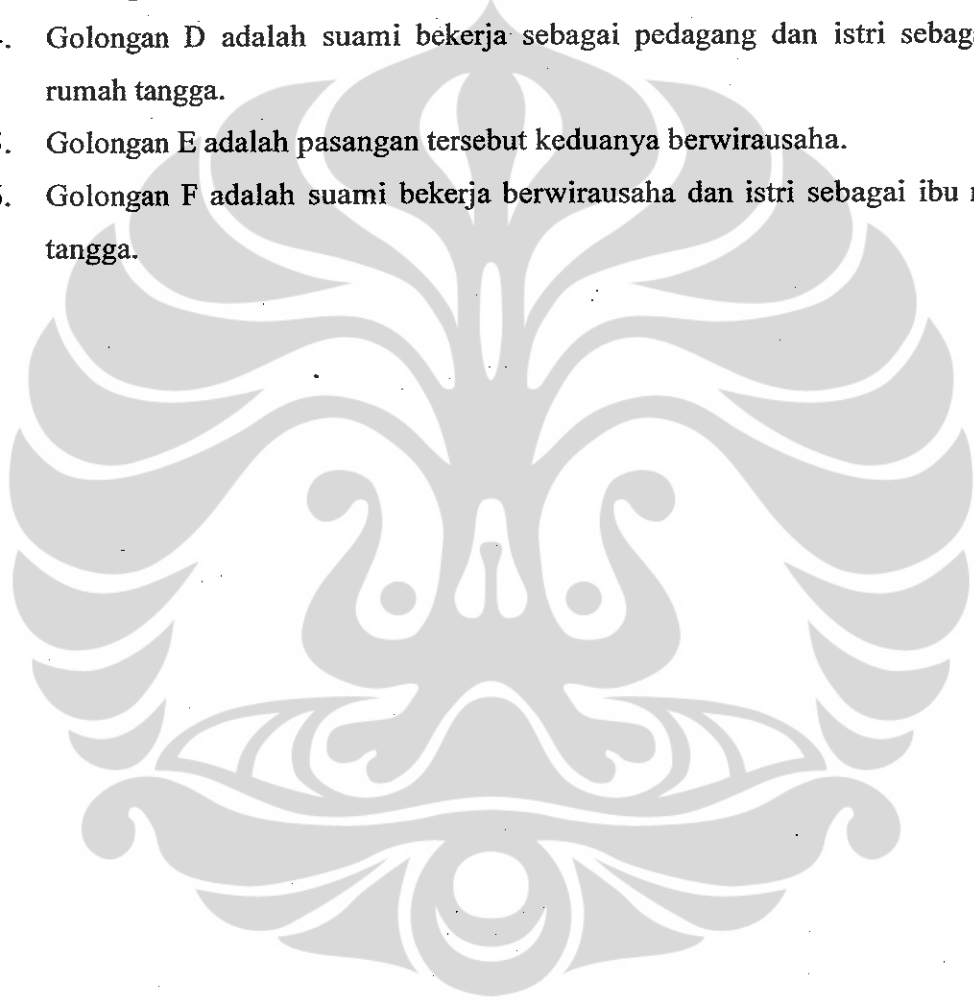 Golongan D adalah suami bekerja sebagai pedagang dan istri
rumah tangga.
Golongan E adalah pasangan tersebut keduanya berwirausaha.
Golongan F adalah suami bekerja berwirausaha dan istri sebagai ibu
tangga.